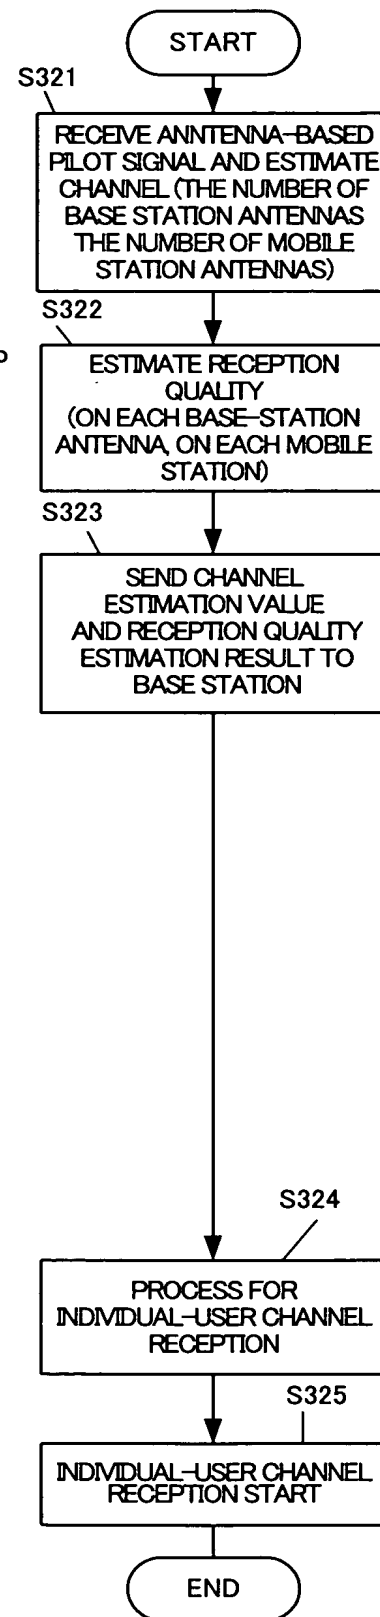 START
S321
RECEIVE ANNTENNA-BASED
PILOT SIGNAL AND ESTIMATE
CHANNEL (THE NUMBER OF
BASE STATION ANTENNAS
THE NUMBER OF MOBILE
STATION ANTENNAS)
S322
ESTIMATE RECEPTION
QUALITY
(ON EACH BASE-STATION
ANTENNA, ON EACH MOBILE
STATION)
S323
SEND CHANNEL
ESTIMATION VALUE
AND RECEPTION QUALITY
ESTIMATION RESULT TO
BASE STATION
S324
PROCESS FOR
INDIVIDUAL-USER CHANNEL
RECEPTION
S325
INDIVIDUAL-USER CHANNEL
RECEPTION START
END